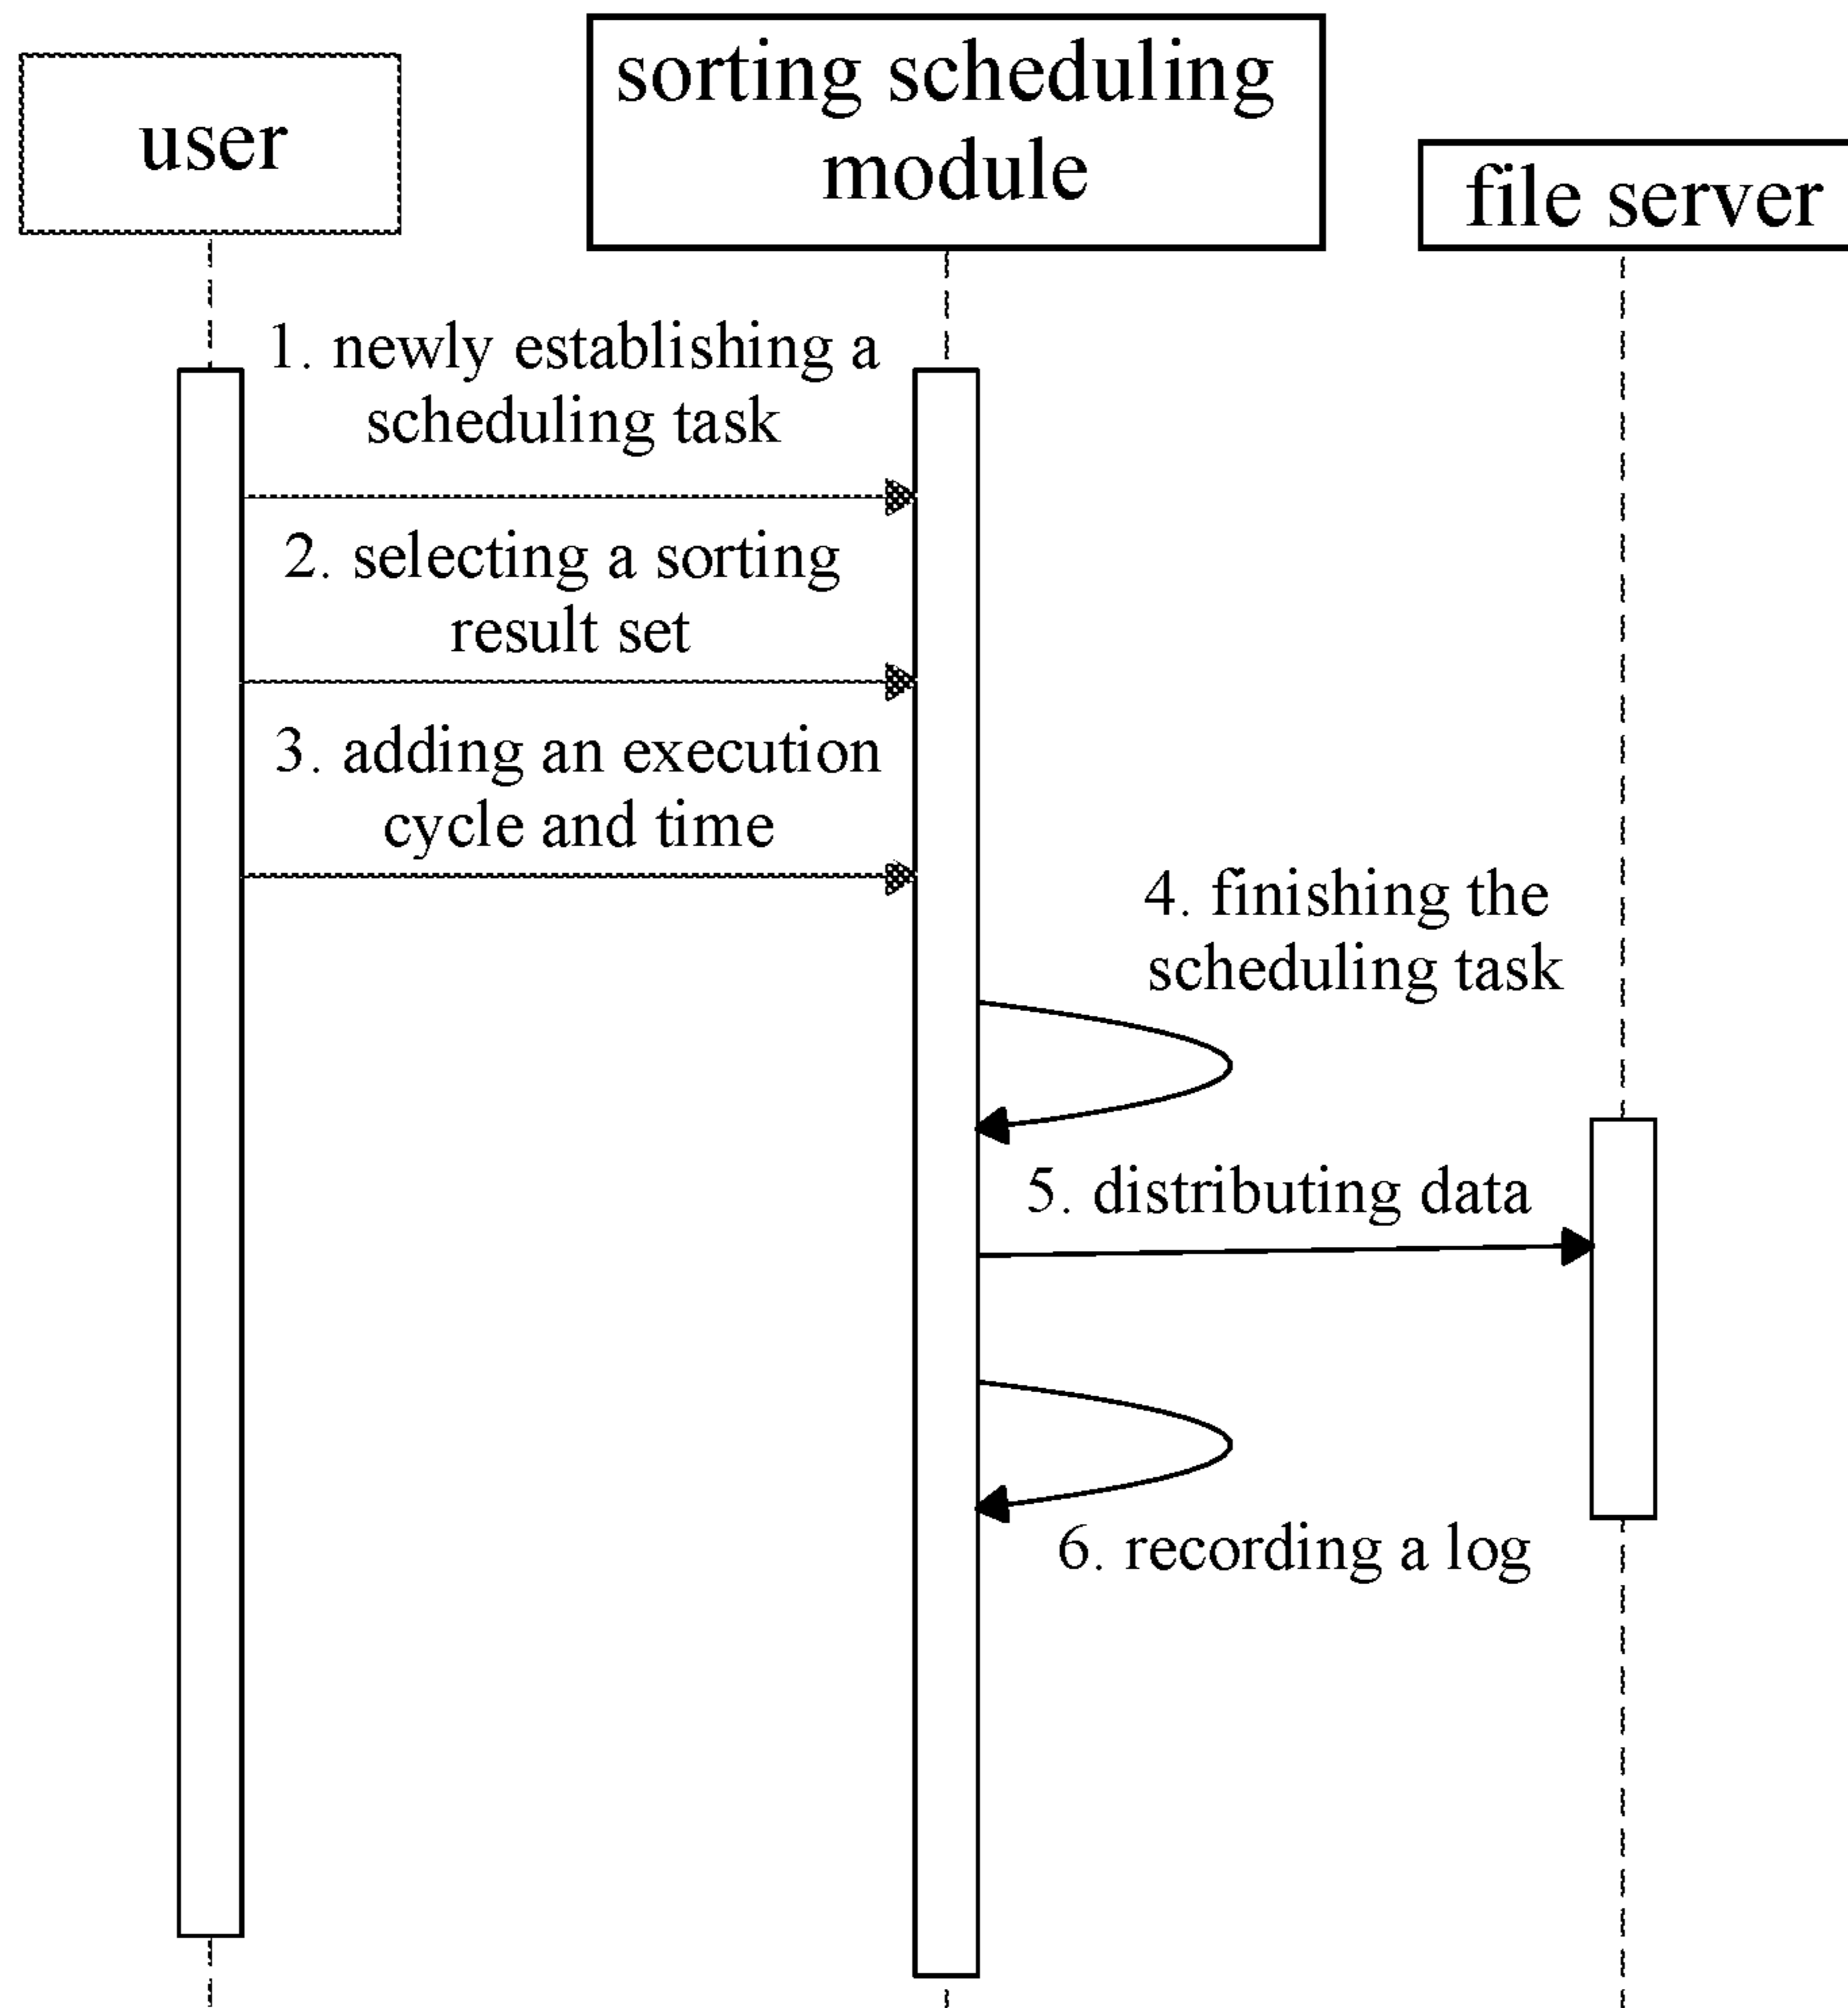 user
sorting scheduling
module
file server
1. newly establishing a
scheduling task
2. selecting a sorting
result set
3. adding an execution
cycle and time
4. finishing the
scheduling task
5. distributing data
6. recording a log